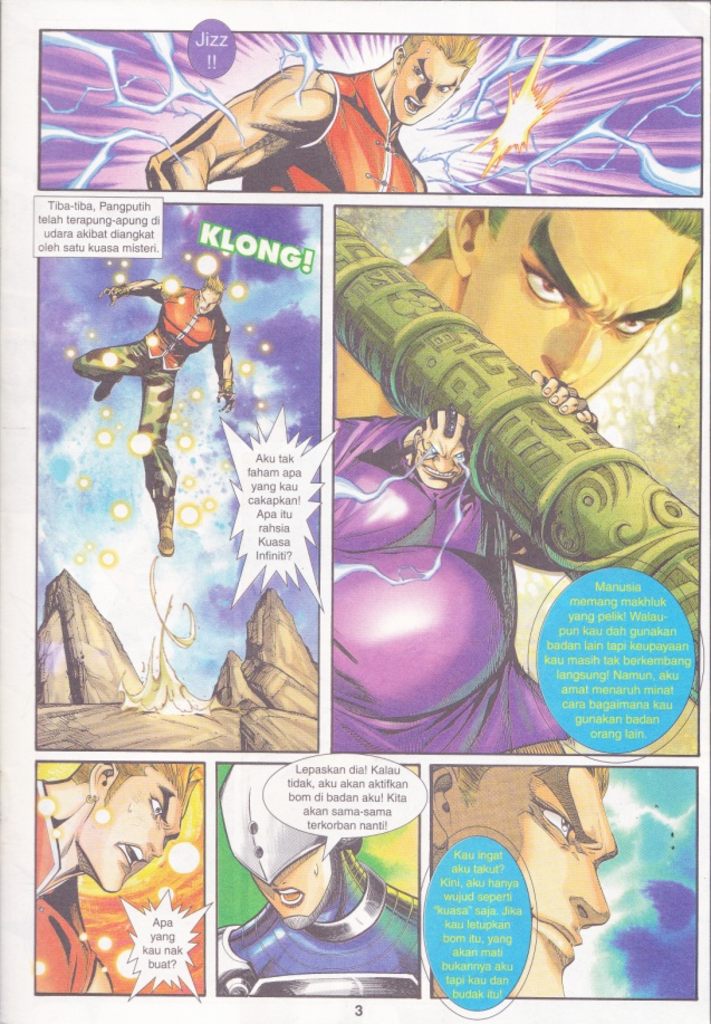 Jizz
!!
Tiba-tiba, Pangputih
telah terapung-apung di
udara akibat diangkat
oleh satu kuasa misteri.
KLONG!
Aku tak
faham apa
yang kau
cakapkan!
Apa itu
rahsia
Kuasa
Infiniti?
Manusia
memang makhluk
yang pelik! Walau-
pun kau dah gunakan
badan lain tapi keupayaan
kau masih tak berkembang
langsung! Namun, aku
amat menaruh minat
cara bagaimana kau
gunakan badan
orang lain.
Apa
yang
kau nak
buat?
Lepaskan dia! Kalau
tidak, aku akan aktifkan
bom di badan aku! Kita
akan sama-sama
terkorban nanti!
Kau ingat
aku takut?
Kini, aku hanya
wujud seperti
"kuasa" saja. Jika
kau letupkan
bom itu, yang
akan mati
bukannya aku
tapi kau dan
budak itu!
3